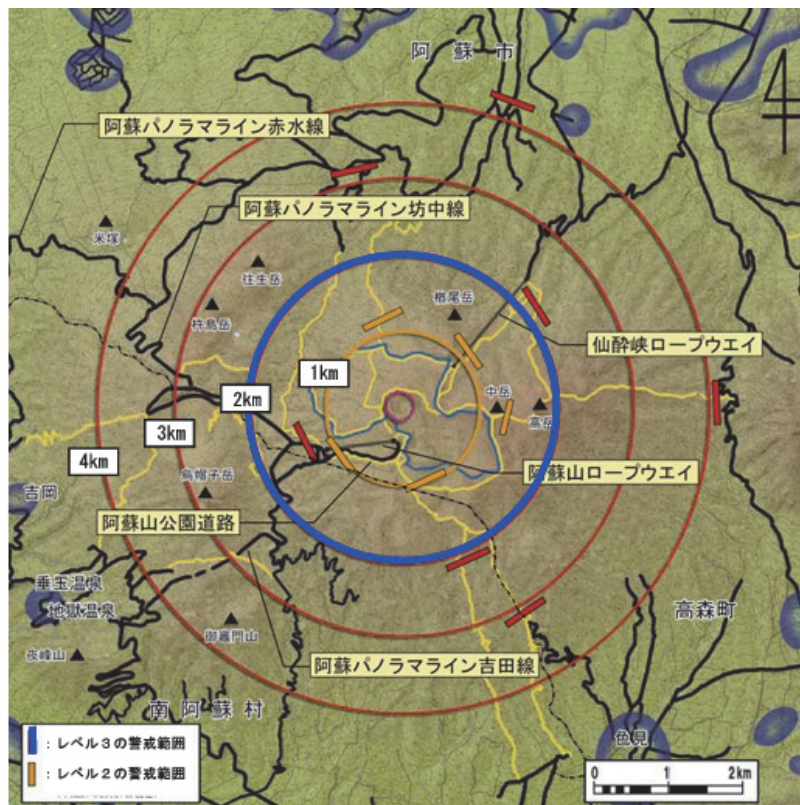 阿蘇市
阿蘇パノラマライン赤水線
阿蘇パノラマライン坊中線
米塚
往生岳
杵島岳
楢尾岳
仙酔峡ロープウエイ
1km
2km
3km
4km
中岳
高岳
吉岡
烏帽子岳
阿蘇山ロープウエイ
阿蘇山公園道路
垂玉温泉
地獄温泉
御竈門山
高森町
夜峰山
阿蘇パノラマライン吉田線
南阿蘇村
色見
:レベル3の警戒範囲
:レベル2の警戒範囲
0 1 2km